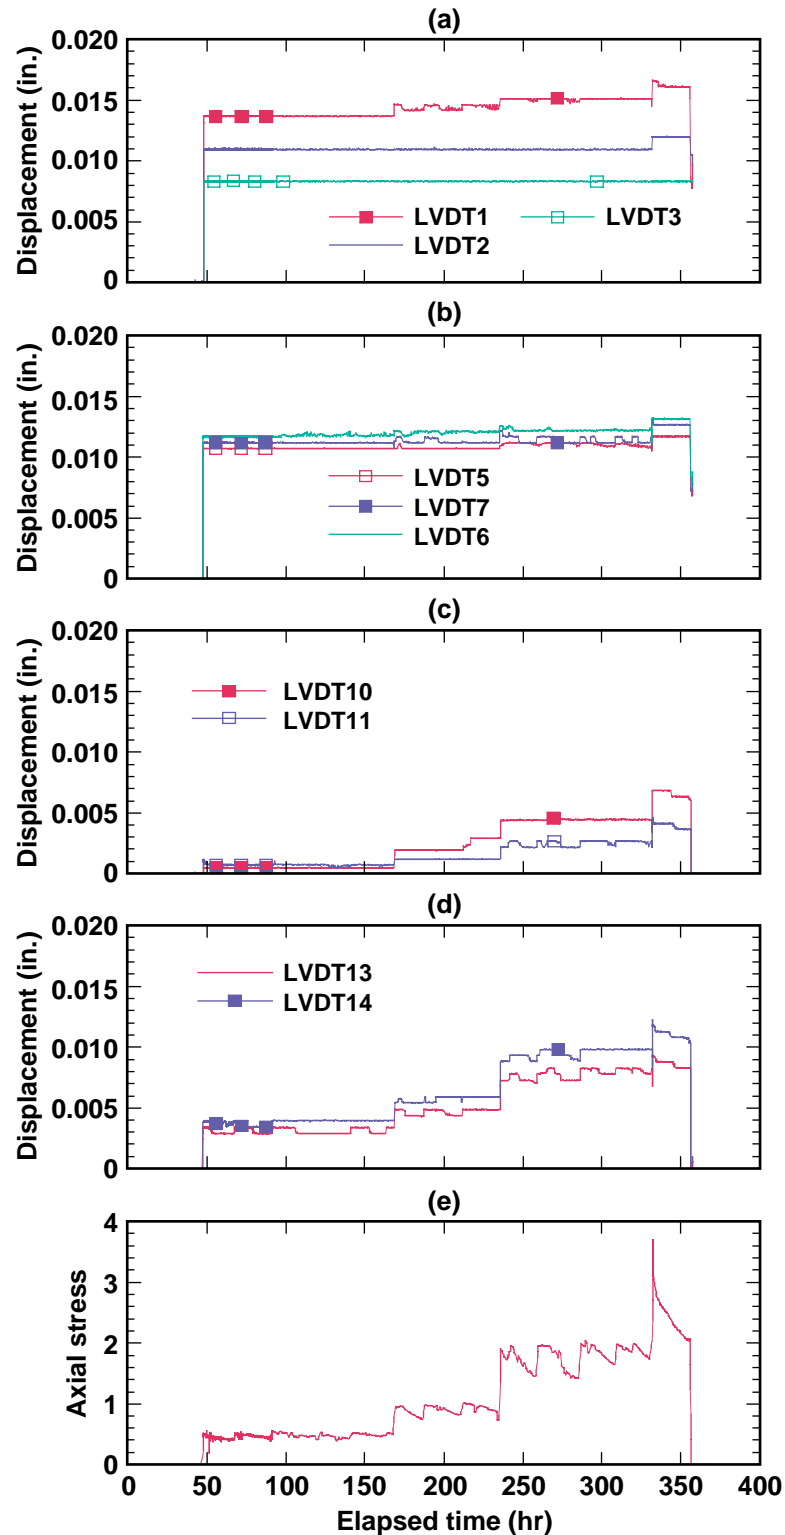 (a)
0.020
0.015
0.010
0.005
0
Displacement (in.)
LVDT1 LVDT3
LVDT2
(b)
0.020
0.015
0.010
0.005
0
Displacement (in.)
LVDT5
LVDT7
LVDT6
(c)
0.020
0.015
0.010
0.005
0
Displacement (in.)
LVDT10
LVDT11
(d)
0.020
0.015
0.010
0.005
0
Displacement (in.)
LVDT13
LVDT14
(e)
4
3
2
1
0
Axial stress
0 50 100 150 200 250 300 350 400
Elapsed time (hr)